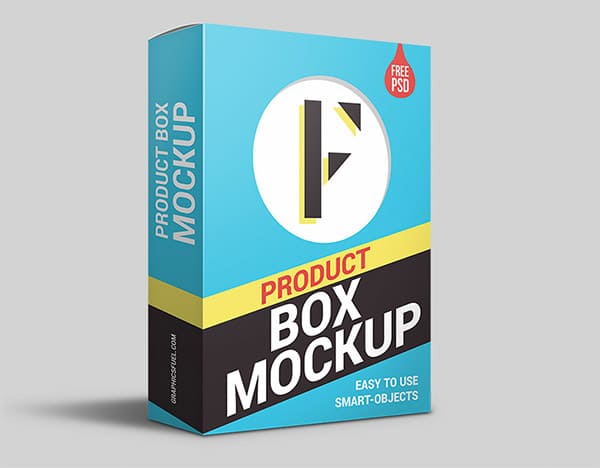 PRODUCT BOX
MOCKUP
GRAPHICSFUEL.COM
FREE
PSD
F
PRODUCT
BOX
MOCKUP
EASY TO USE
SMART-OBJECTS